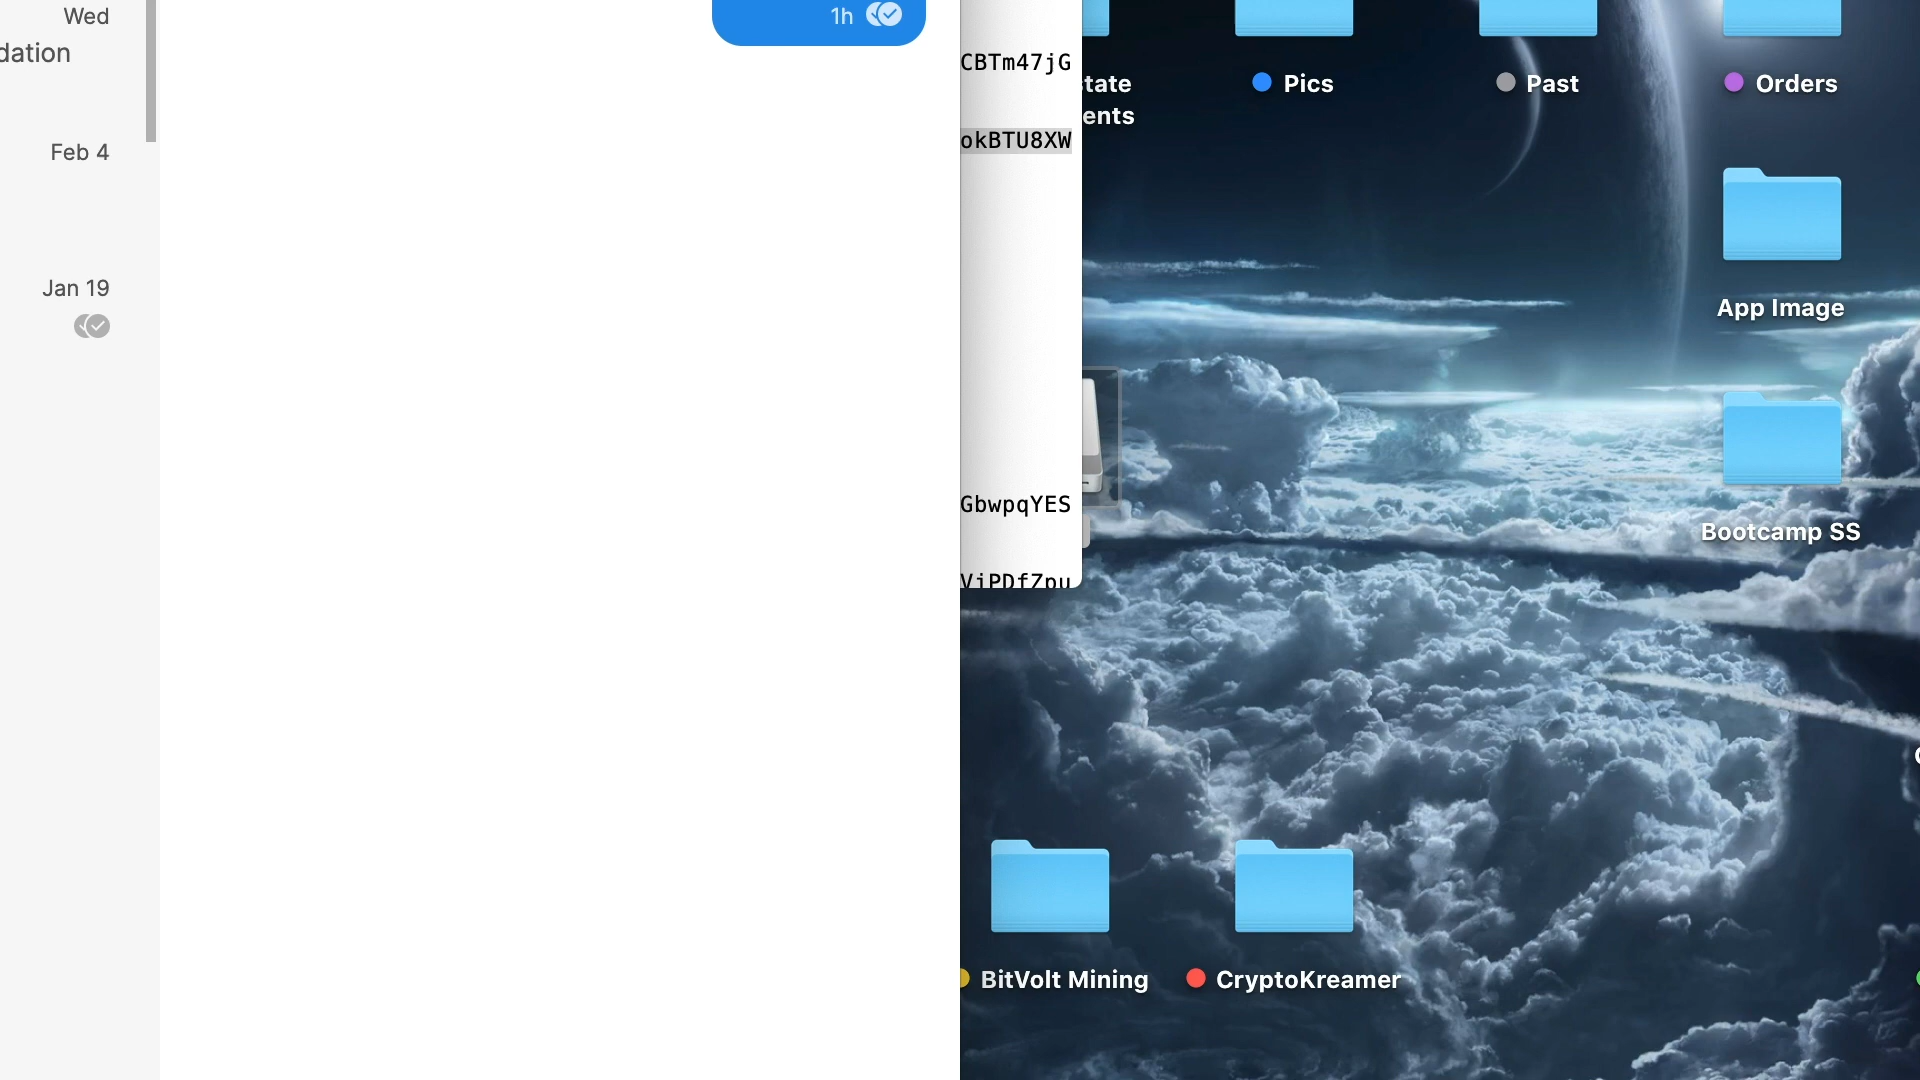 Wed
dation
Feb 4
Jan 19
1h
CBTm47jG
okBTU8XW
GbwpqYES
ViPDfZpu
tate
ents
Pics
Past
Orders
App Image
Bootcamp SS
BitVolt Mining
CryptoKreamer